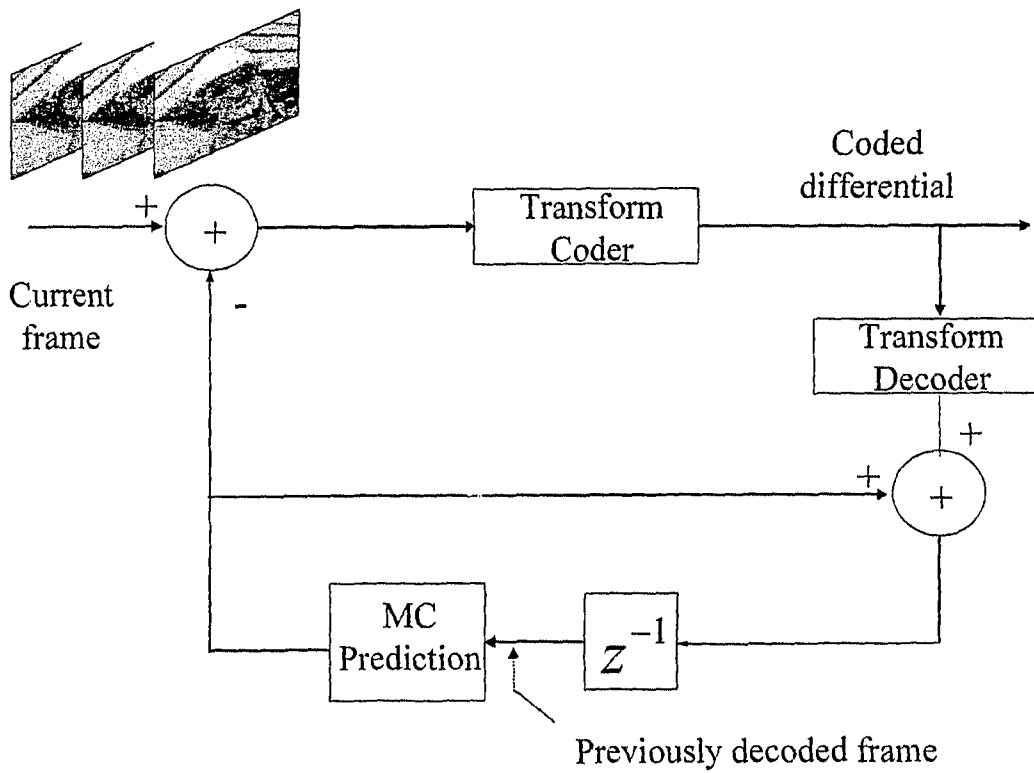 Coded
differential
+
+
Transform
Coder
Current
frame
-
Transform
Decoder
+
+
+
MC
Prediction
z⁻¹
Previously decoded frame